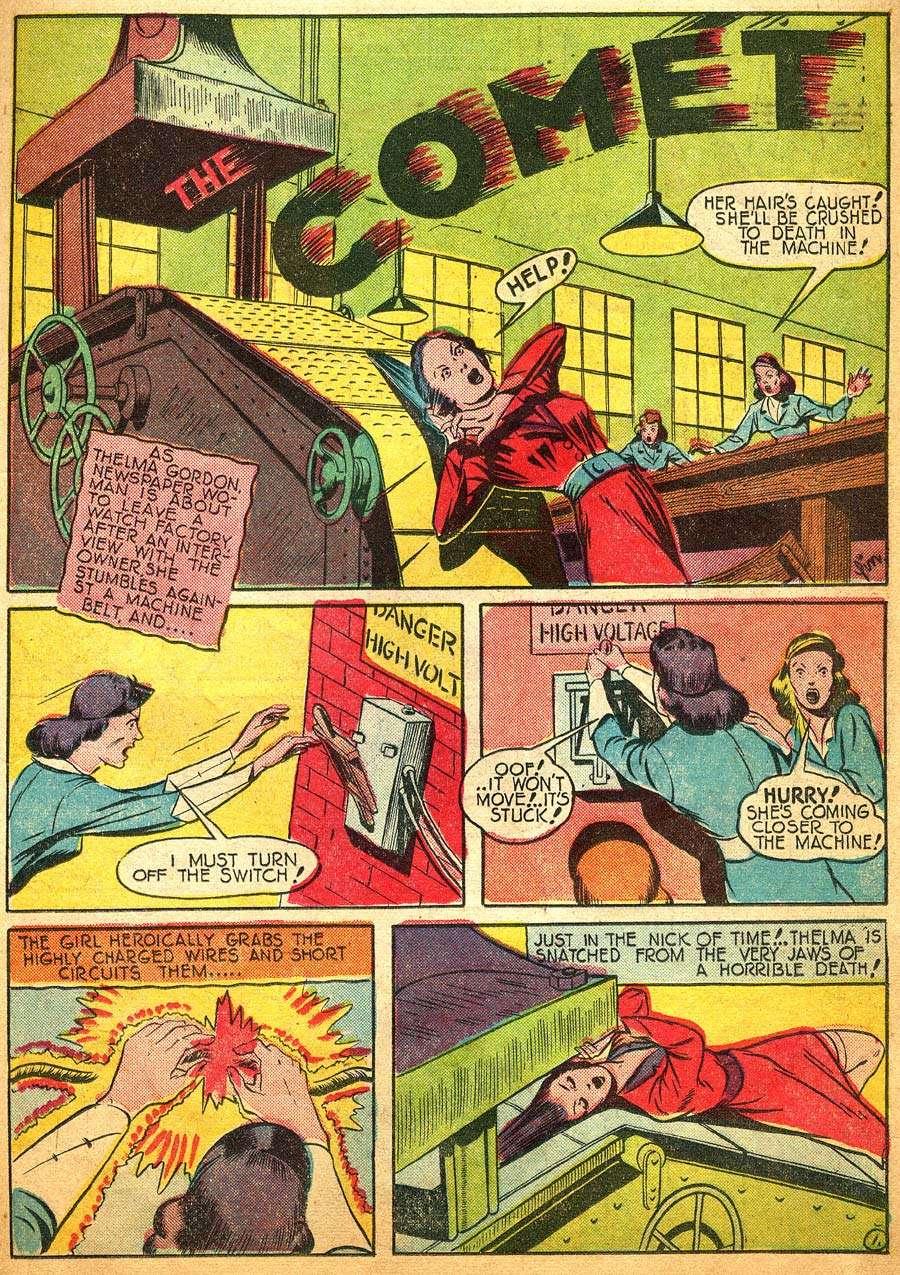 THE
COMET
HER HAIR'S CAUGHT!
SHE'LL BE CRUSHED
TO DEATH IN
THE MACHINE!
HELP!
AS
THELMA GORDON,
NEWSPAPER WO-
MAN IS ABOUT
TO LEAVE A
WATCH FACTORY
AFTER AN INTER-
VIEW WITH THE
OWNER, SHE
STUMBLES AGAIN-
ST A MACHINE
BELT, AND.....
DANGER
HIGH VOLT
I MUST TURN
OFF THE SWITCH!
DANGER
HIGH VOLTAGE
OOF!
..IT WON'T
MOVE!..IT'S
STUCK!
HURRY!
SHE'S COMING
CLOSER TO
THE MACHINE!
THE GIRL HEROICALLY GRABS THE
HIGHLY CHARGED WIRES AND SHORT
CIRCUITS THEM.....
JUST IN THE NICK OF TIME!..THELMA IS
SNATCHED FROM THE VERY JAWS OF
A HORRIBLE DEATH!
1.